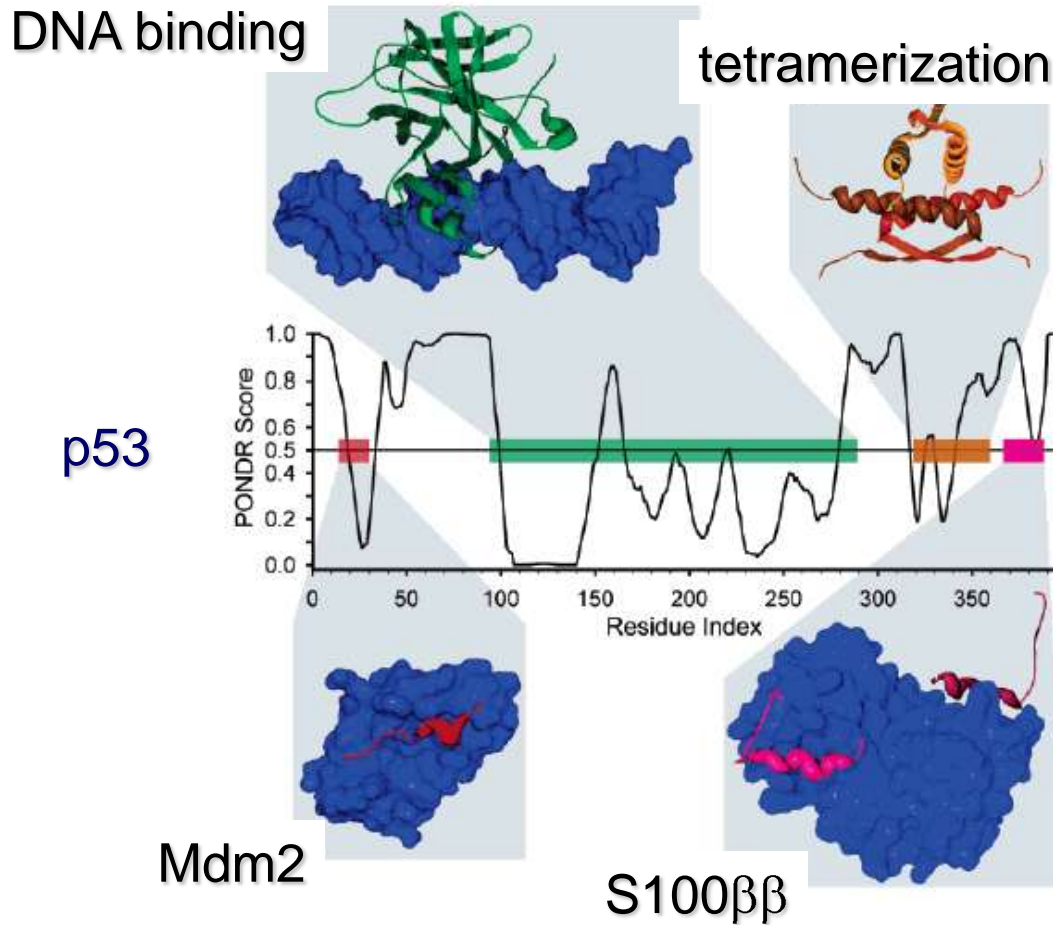 DNA binding
tetramerization
p53
PONDR Score
1.0
0.8
0.6
0.5
0.4
0.2
0.0
0 50 100 150 200 250 300 350
Residue Index
Mdm2
S100ββ